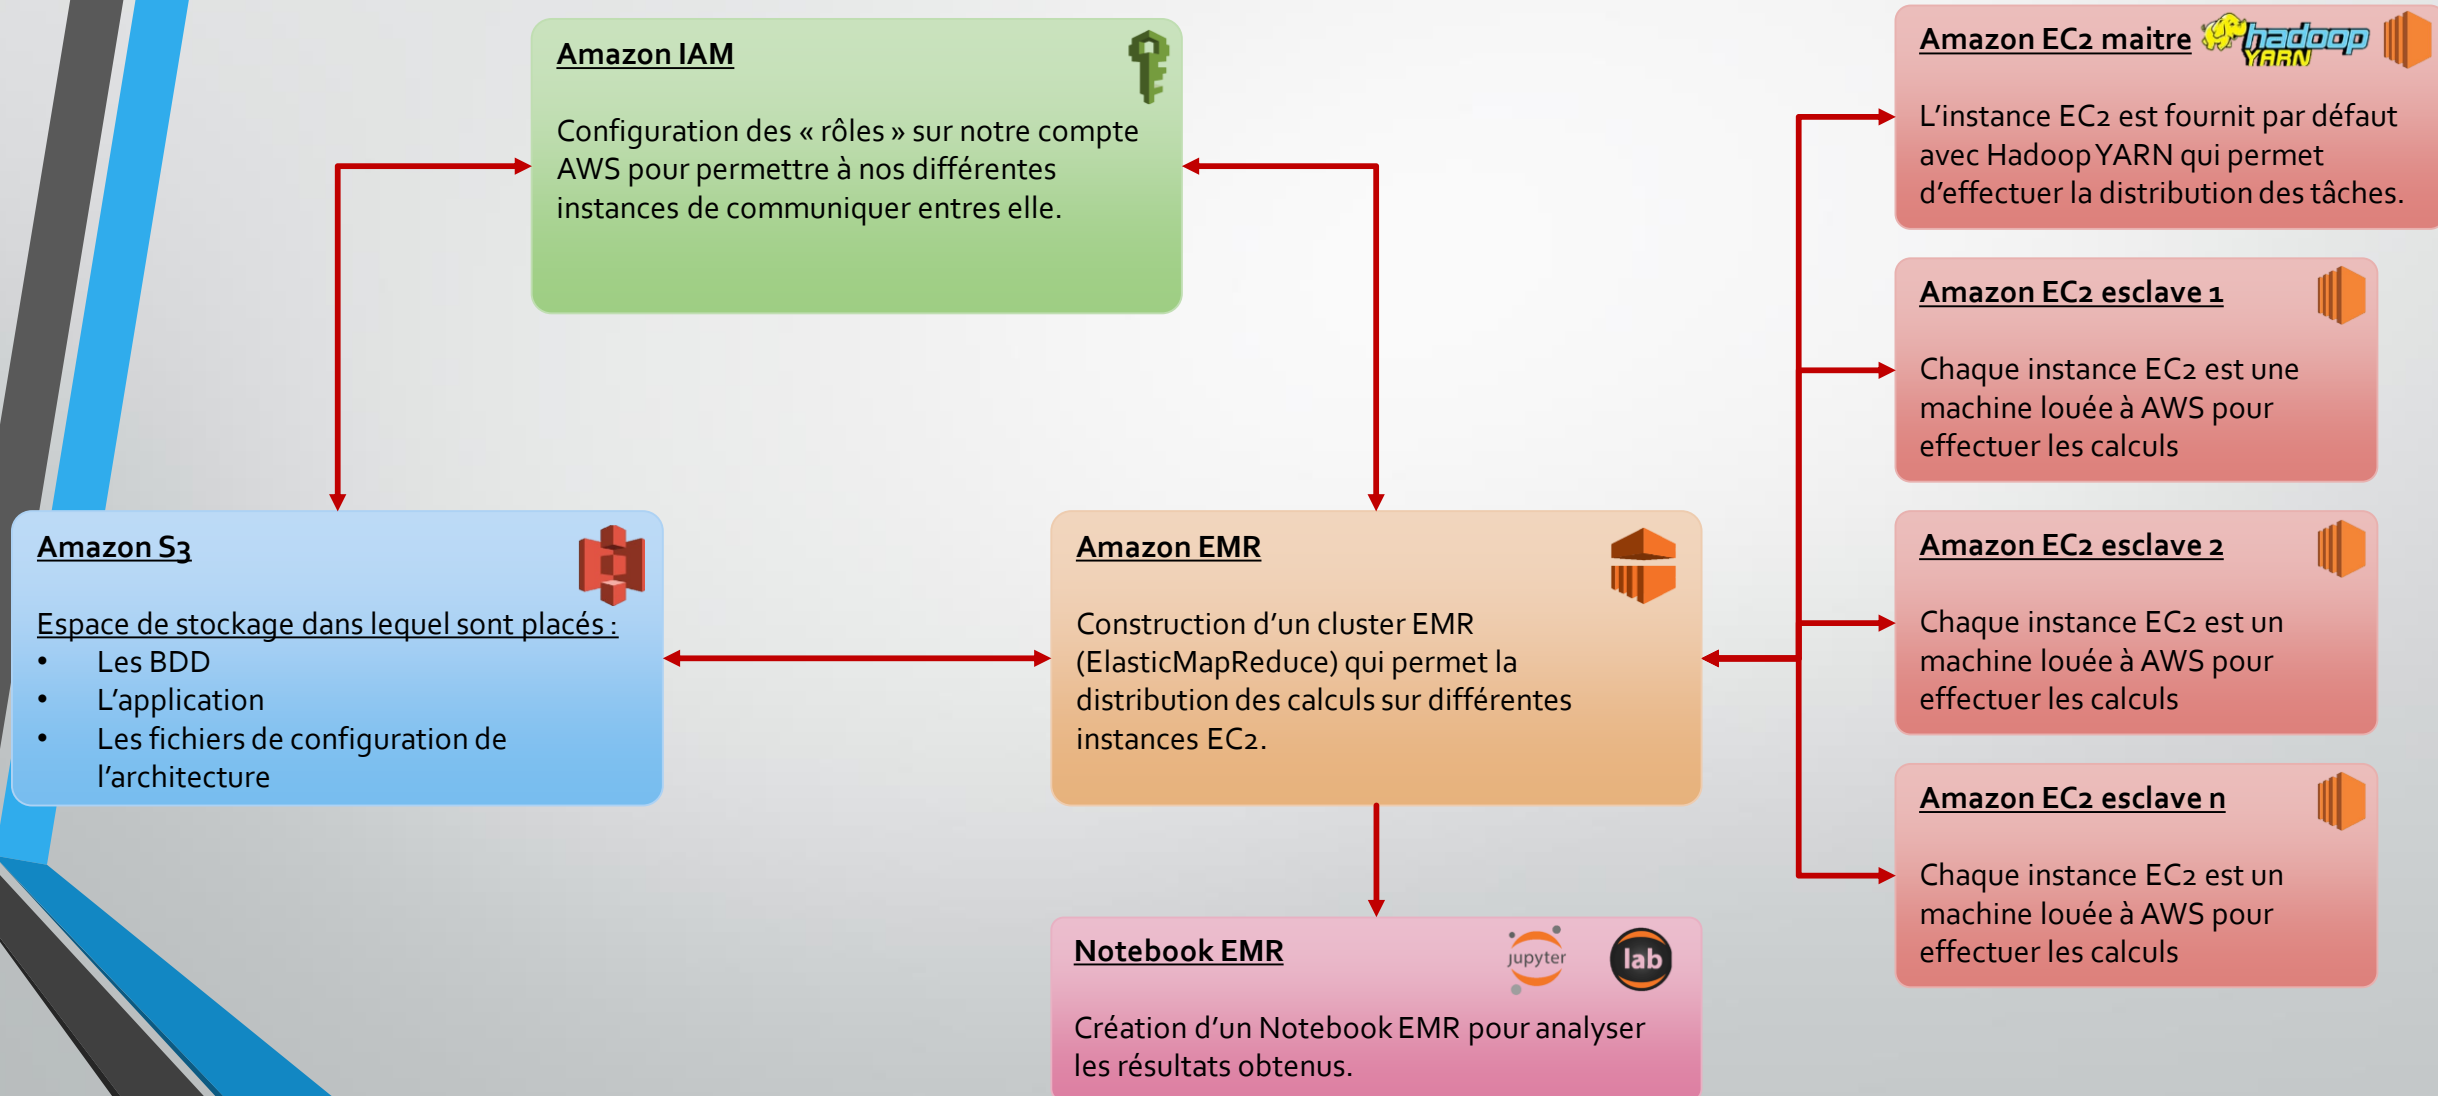 Amazon IAM
Configuration des « rôles » sur notre compte
AWS pour permettre à nos différentes
instances de communiquer entres elle.
Amazon S3
Espace de stockage dans lequel sont placés :
• Les BDD
• L’application
• Les fichiers de configuration de
l’architecture
Amazon EMR
Construction d’un cluster EMR
(ElasticMapReduce) qui permet la
distribution des calculs sur différentes
instances EC2.
Notebook EMR
jupyter
lab
Création d’un Notebook EMR pour analyser
les résultats obtenus.
Amazon EC2 maitre
hadoop
YARN
L’instance EC2 est fournit par défaut
avec Hadoop YARN qui permet
d’effectuer la distribution des tâches.
Amazon EC2 esclave 1
Chaque instance EC2 est une
machine louée à AWS pour
effectuer les calculs
Amazon EC2 esclave 2
Chaque instance EC2 est un
machine louée à AWS pour
effectuer les calculs
Amazon EC2 esclave n
Chaque instance EC2 est un
machine louée à AWS pour
effectuer les calculs